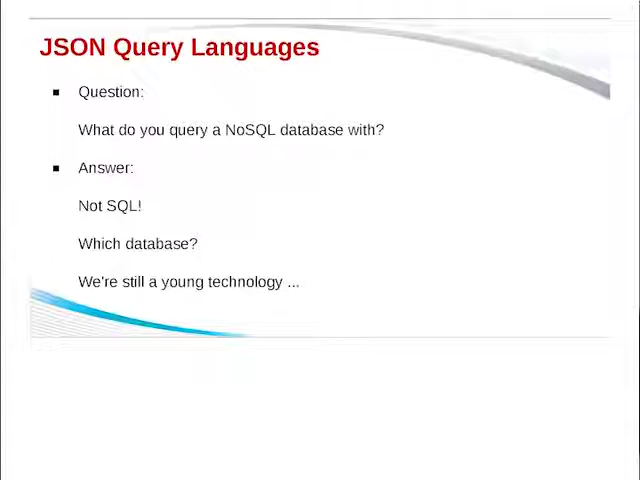 JSON Query Languages
Question:
What do you query a NoSQL database with?
Answer:
Not SQL!
Which database?
We're still a young technology ...